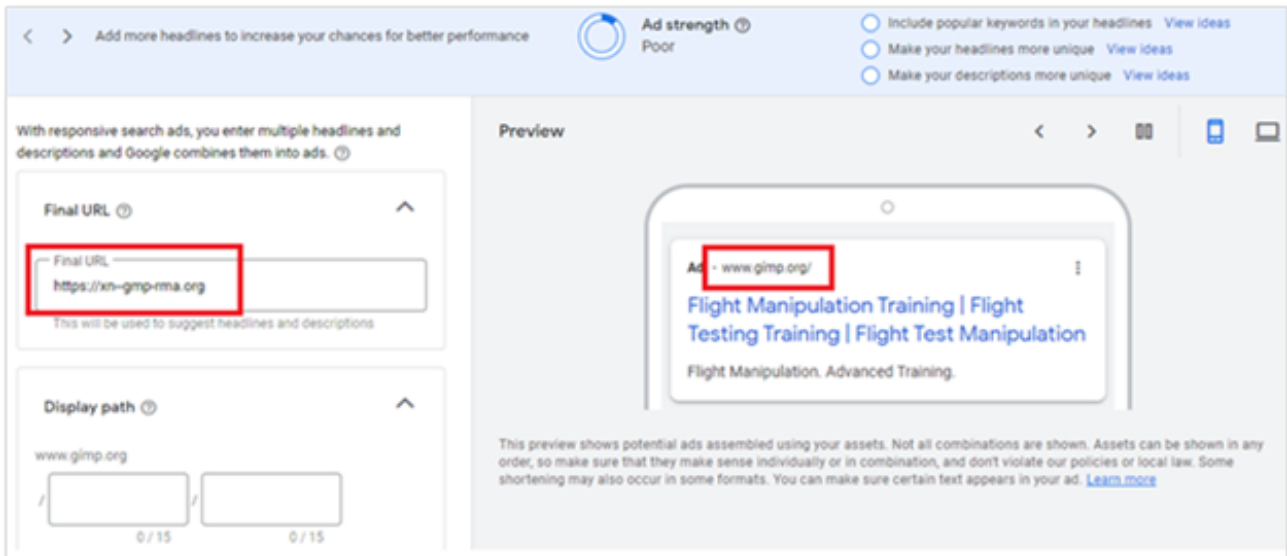 Add more headlines to increase your chances for better performance
Ad strength
Poor
Include popular keywords in your headlines View ideas
Make your headlines more unique View ideas
Make your descriptions more unique View ideas
With responsive search ads, you enter multiple headlines and
descriptions and Google combines them into ads.
Final URL
Final URL
https://xn--gmp-rma.org
This will be used to suggest headlines and descriptions
Display path
www.gimp.org
/
/
0 / 15
0 / 15
Preview
Ad · www.gimp.org/
Flight Manipulation Training | Flight
Testing Training | Flight Test Manipulation
Flight Manipulation. Advanced Training.
This preview shows potential ads assembled using your assets. Not all combinations are shown. Assets can be shown in any
order, so make sure that they make sense individually or in combination, and don't violate our policies or local law. Some
shortening may also occur in some formats. You can make sure certain text appears in your ad. Learn more